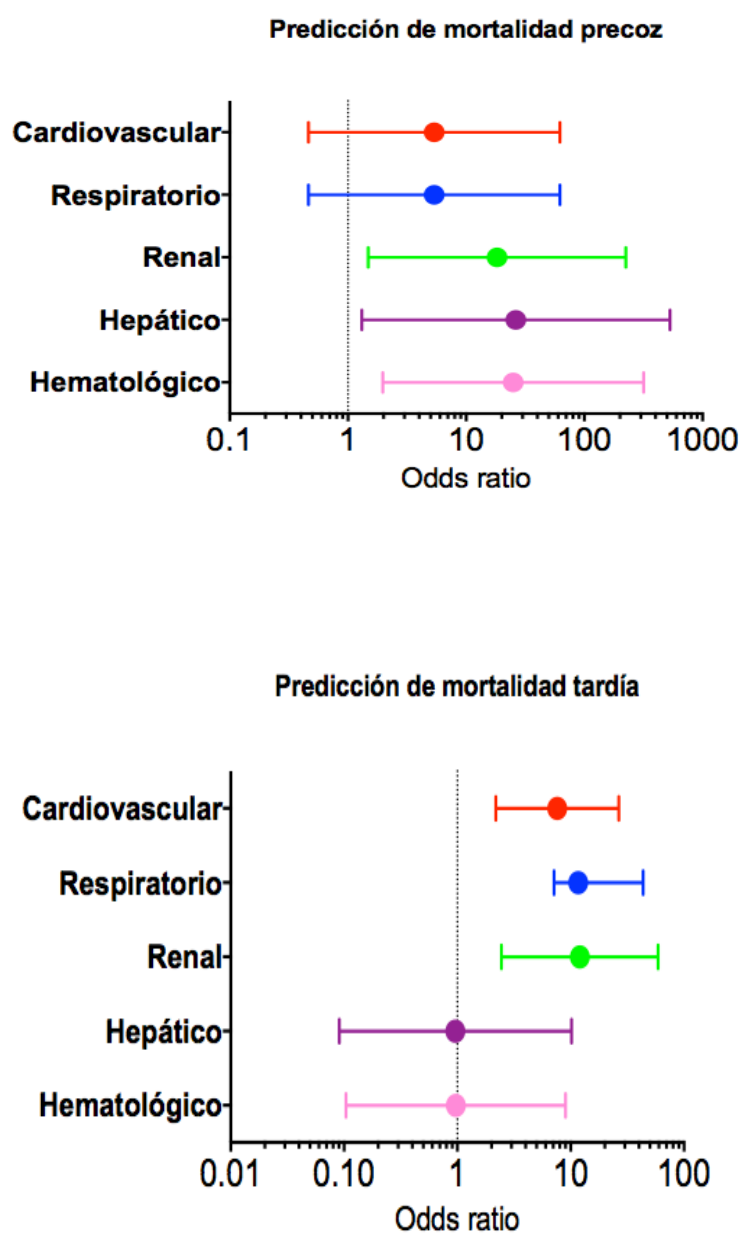 Predicción de mortalidad precoz
Cardiovascular
Respiratorio
Renal
Hepático
Hematológico
0.1 1 10 100 1000
Odds ratio
Predicción de mortalidad tardía
Cardiovascular
Respiratorio
Renal
Hepático
Hematológico
0.01 0.10 1 10 100
Odds ratio